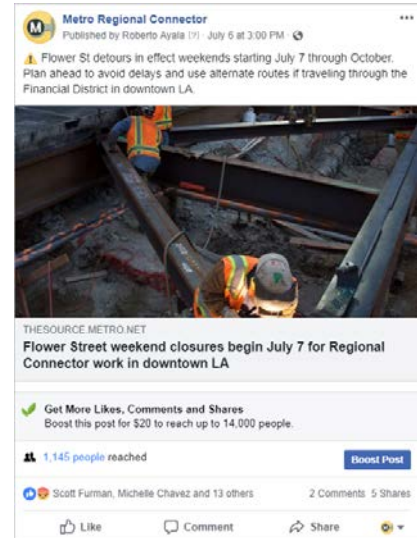 Metro Regional Connector
Published by Roberto Ayala [?] · July 6 at 3:00 PM ·
⚠ Flower St detours in effect weekends starting July 7 through October.
Plan ahead to avoid delays and use alternate routes if traveling through the
Financial District in downtown LA.
THESOURCE.METRO.NET
Flower Street weekend closures begin July 7 for Regional
Connector work in downtown LA
Get More Likes, Comments and Shares
Boost this post for $20 to reach up to 14,000 people.
1,145 people reached
Boost Post
Scott Furman, Michelle Chavez and 13 others
2 Comments 5 Shares
Like Comment Share